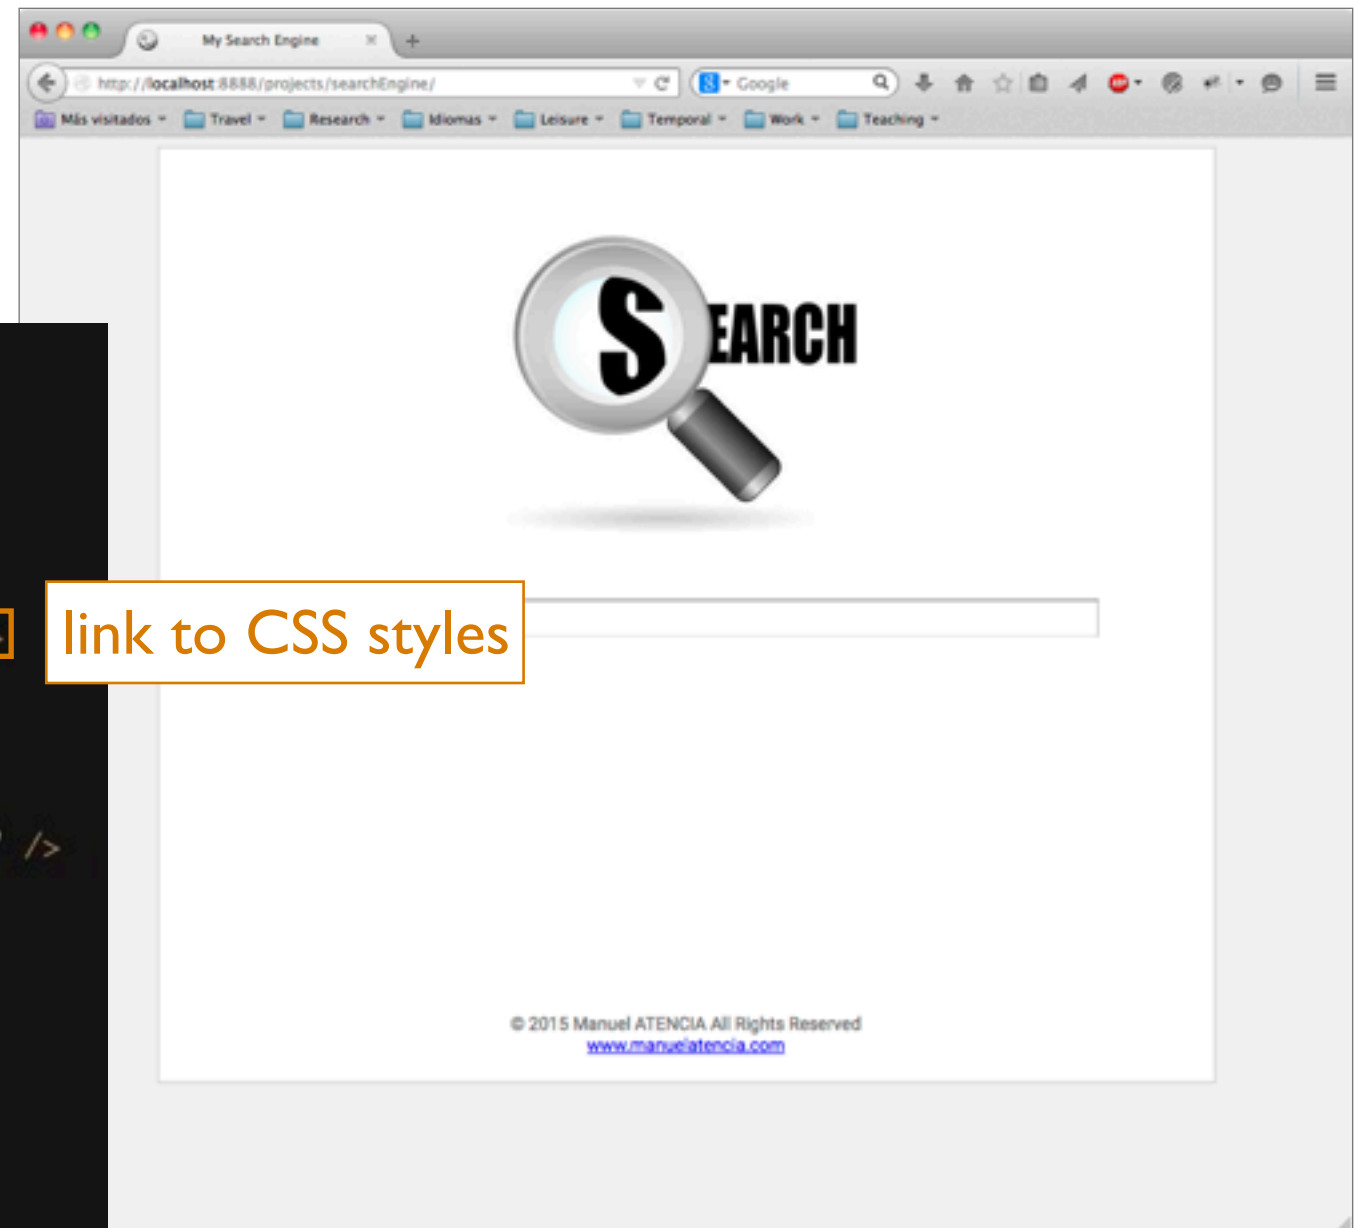 My Search Engine
http://localhost:8888/projects/searchEngine/
Google
Más visitados Travel Research Idiomas Leisure Temporal Work Teaching
SEARCH
link to CSS styles
/>
© 2015 Manuel ATENCIA All Rights Reserved
www.manuelatencia.com